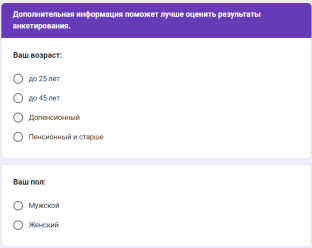 Дополнительная информация поможет лучше оценить результаты
анкетирования.
Ваш возраст:
до 25 лет
до 45 лет
Допенсионный
Пенсионный и старше
Ваш пол:
Мужской
Женский